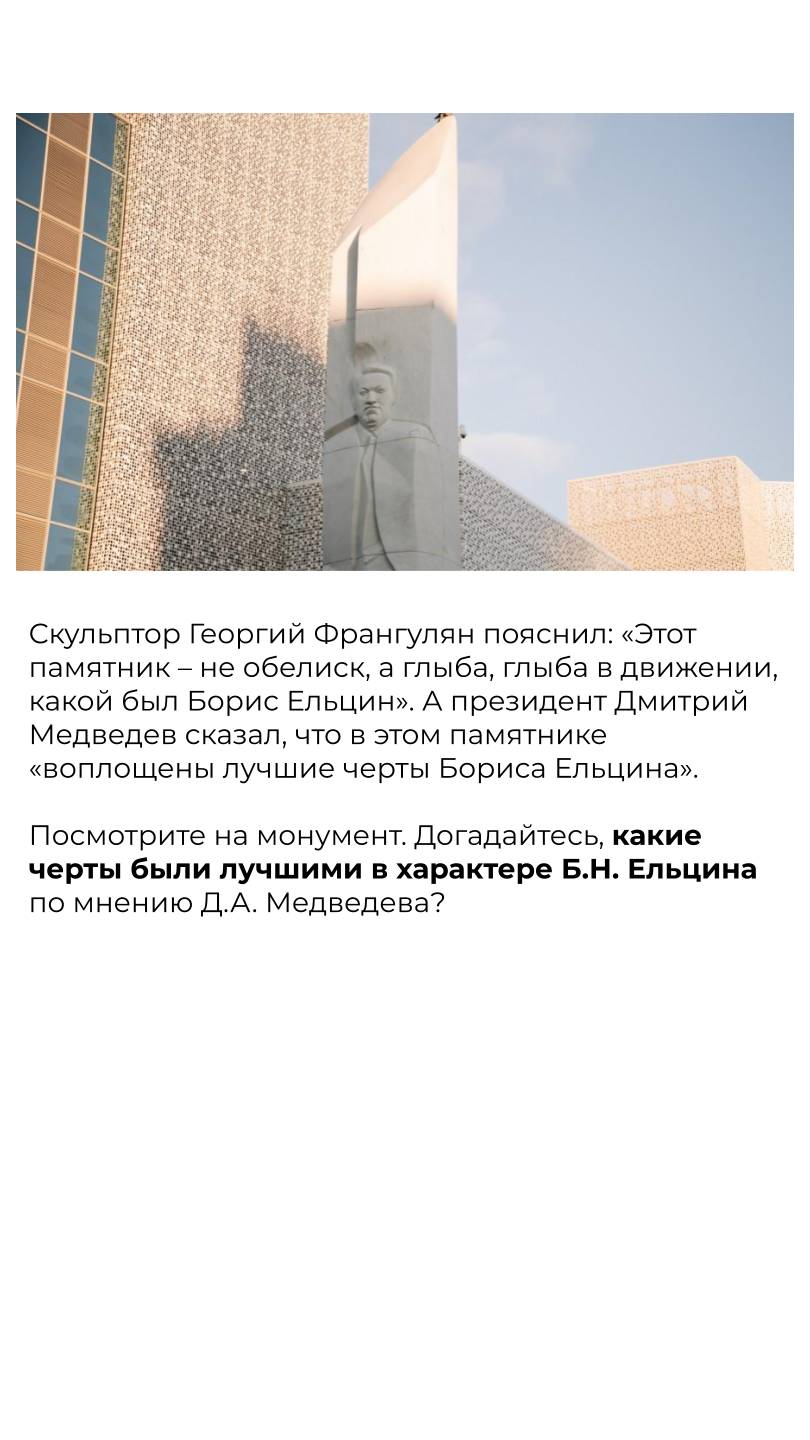 Скульптор Георгий Франгулян пояснил: «Этот
памятник – не обелиск, а глыба, глыба в движении,
какой был Борис Ельцин». А президент Дмитрий
Медведев сказал, что в этом памятнике
«воплощены лучшие черты Бориса Ельцина».
Посмотрите на монумент. Догадайтесь, какие
черты были лучшими в характере Б.Н. Ельцина
по мнению Д.А. Медведева?